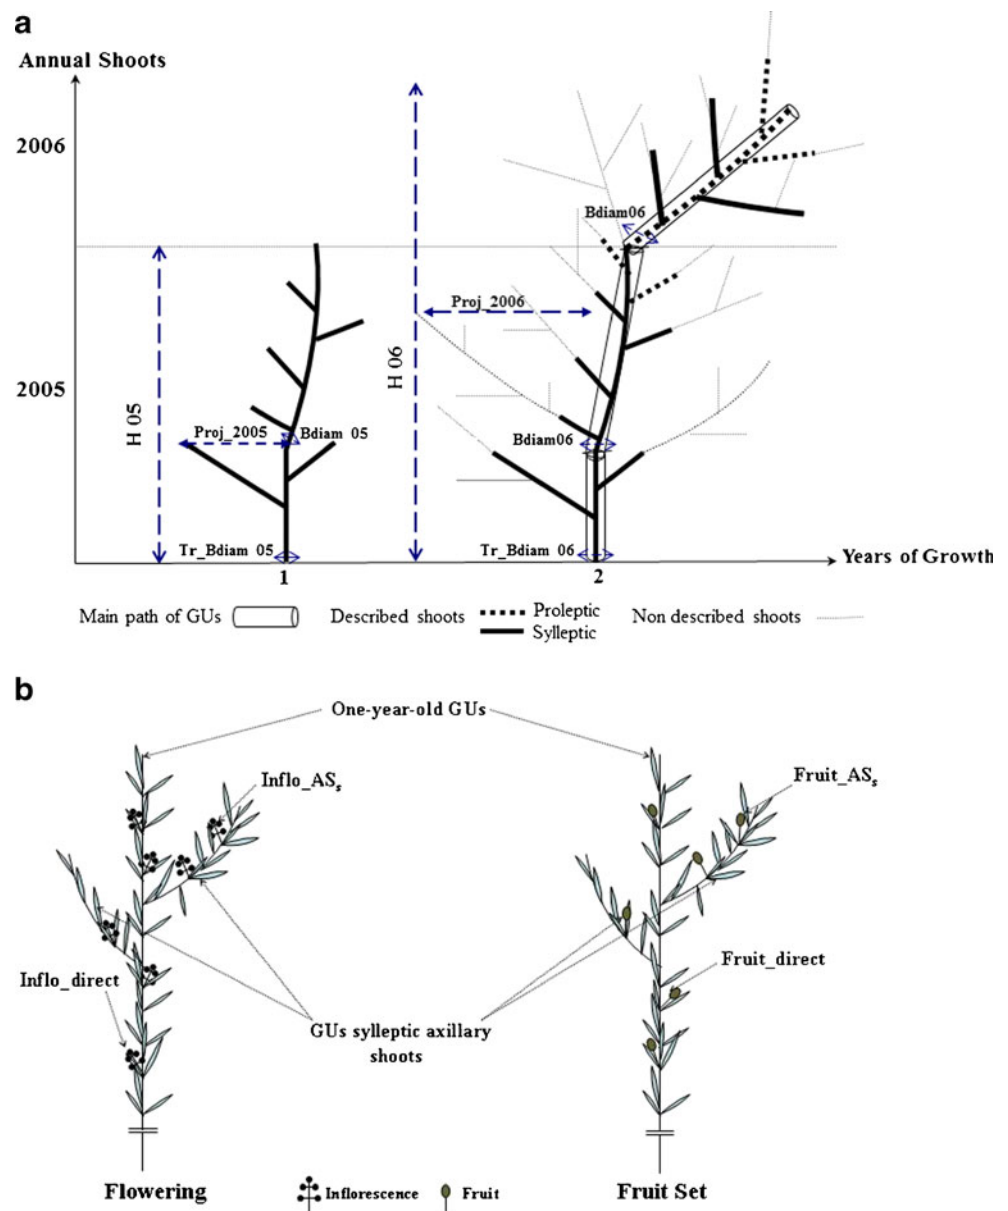 a
Annual Shoots
2006
2005
H 05
Proj_2005
Bdiam 05
Tr_Bdiam 05
1
H 06
Proj_2006
Bdiam06
Bdiam06
Tr_Bdiam 06
2
Years of Growth
Main path of GUs
Described shoots
Proleptic
Sylleptic
Non described shoots
b
One-year-old GUs
Inflo_ASs
Fruit_ASs
Inflo_direct
Fruit_direct
GUs sylleptic axillary
shoots
Flowering
Inflorescence
Fruit
Fruit Set